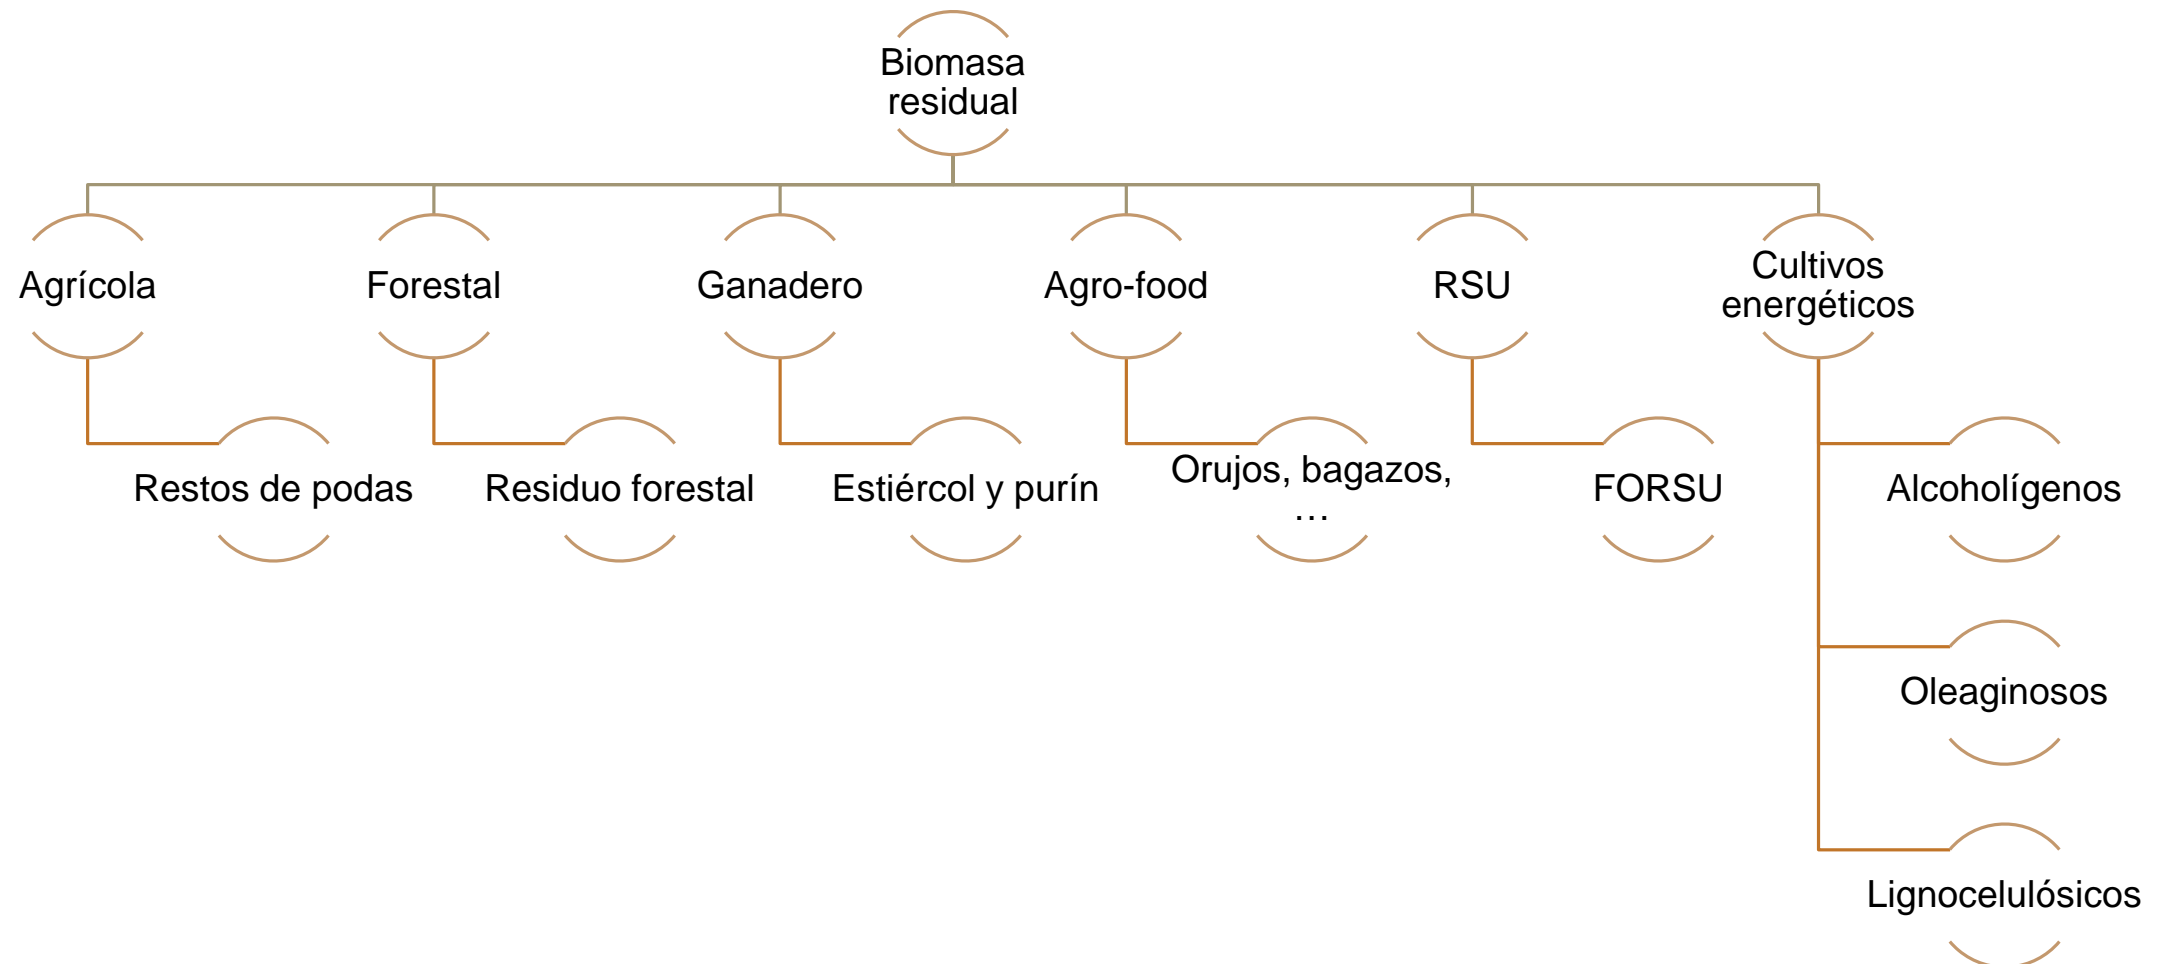 Biomasa
residual
Agrícola
Forestal
Ganadero
Agro-food
RSU
Cultivos
energéticos
Restos de podas
Residuo forestal
Estiércol y purín
Orujos, bagazos,
…
FORSU
Alcoholígenos
Oleaginosos
Lignocelulósicos